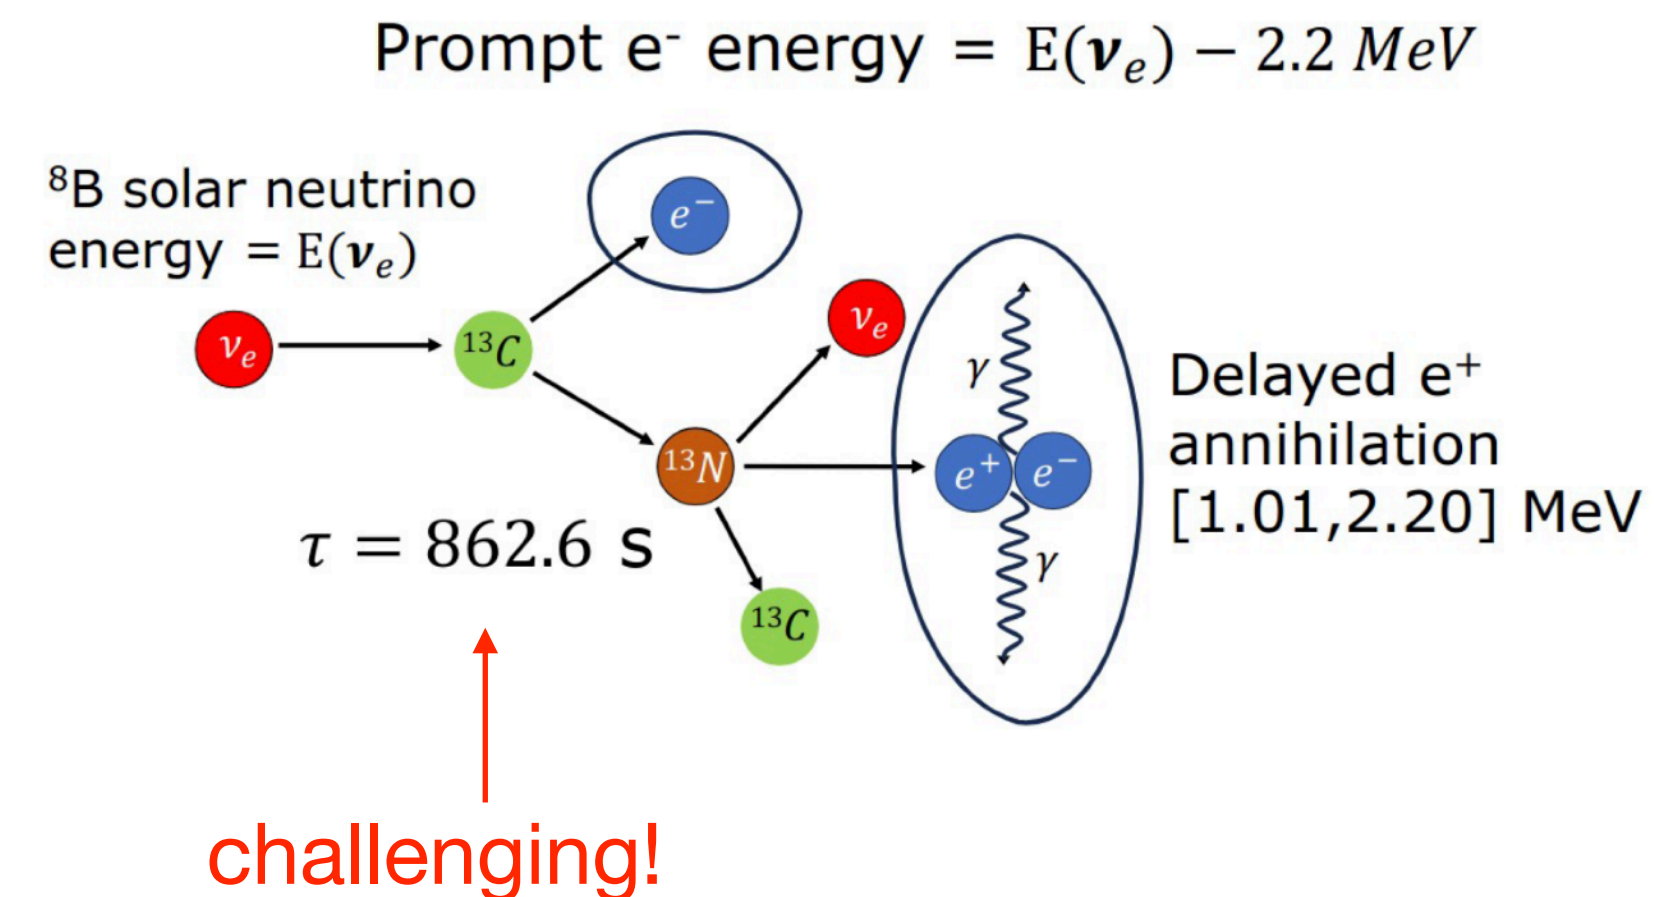 Prompt e⁻ energy = E(𝝂ₑ) − 2.2 MeV
⁸B solar neutrino
energy = E(𝝂ₑ)
e⁻
νₑ
¹³C
νₑ
γ
¹³N
e⁺
e⁻
γ
Delayed e⁺
annihilation
[1.01,2.20] MeV
τ = 862.6 s
¹³C
challenging!